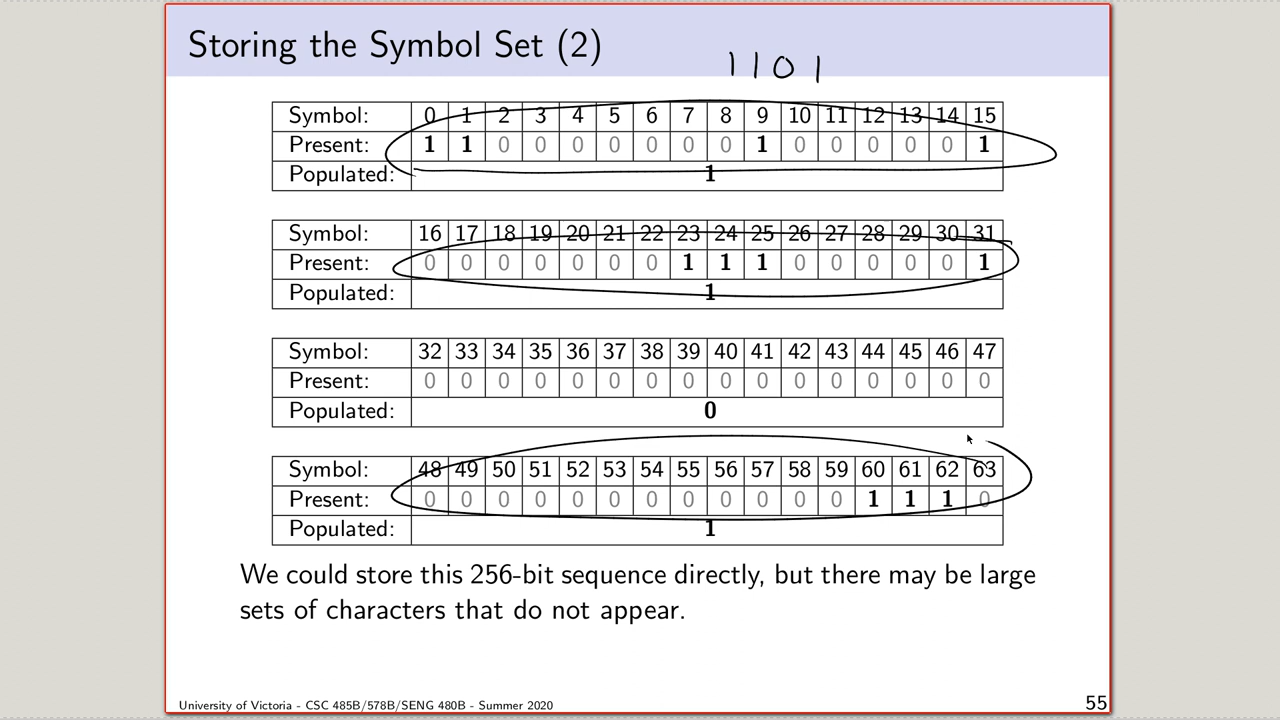 Storing the Symbol Set (2)
1101
Symbol: 0 1 2 3 4 5 6 7 8 9 10 11 12 13 14 15
Present: 1 1 0 0 0 0 0 0 0 1 0 0 0 0 0 1
Populated: 1
Symbol: 16 17 18 19 20 21 22 23 24 25 26 27 28 29 30 31
Present: 0 0 0 0 0 0 0 1 1 1 0 0 0 0 0 1
Populated: 1
Symbol: 32 33 34 35 36 37 38 39 40 41 42 43 44 45 46 47
Present: 0 0 0 0 0 0 0 0 0 0 0 0 0 0 0 0
Populated: 0
Symbol: 48 49 50 51 52 53 54 55 56 57 58 59 60 61 62 63
Present: 0 0 0 0 0 0 0 0 0 0 0 0 1 1 1 0
Populated: 1
We could store this 256-bit sequence directly, but there may be large
sets of characters that do not appear.
University of Victoria - CSC 485B/578B/SENG 480B - Summer 2020 55